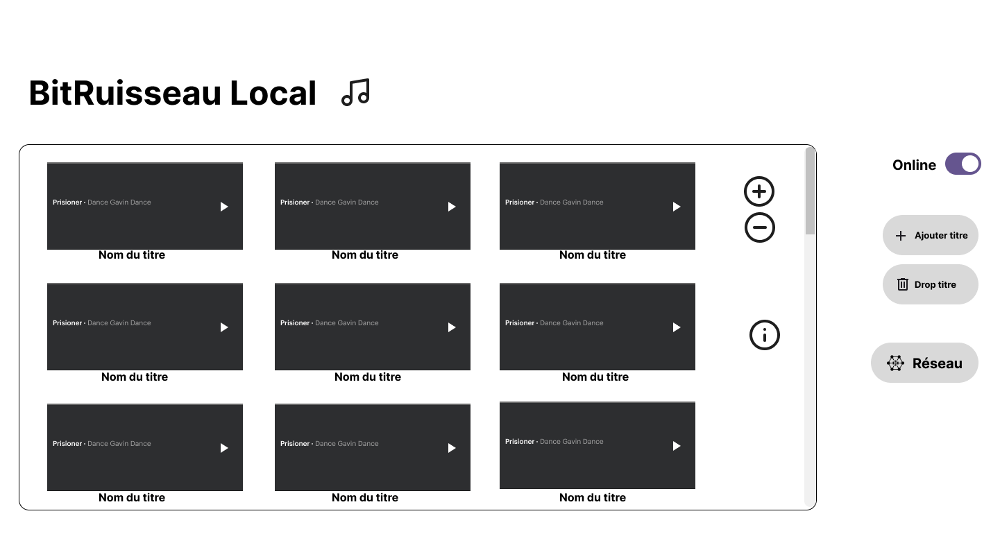 BitRuisseau Local
Online
Prisioner • Dance Gavin Dance
Prisioner • Dance Gavin Dance
Prisioner • Dance Gavin Dance
Nom du titre
Nom du titre
Nom du titre
Ajouter titre
Drop titre
Prisioner • Dance Gavin Dance
Prisioner • Dance Gavin Dance
Prisioner • Dance Gavin Dance
Nom du titre
Nom du titre
Nom du titre
Réseau
Prisioner • Dance Gavin Dance
Prisioner • Dance Gavin Dance
Prisioner • Dance Gavin Dance
Nom du titre
Nom du titre
Nom du titre